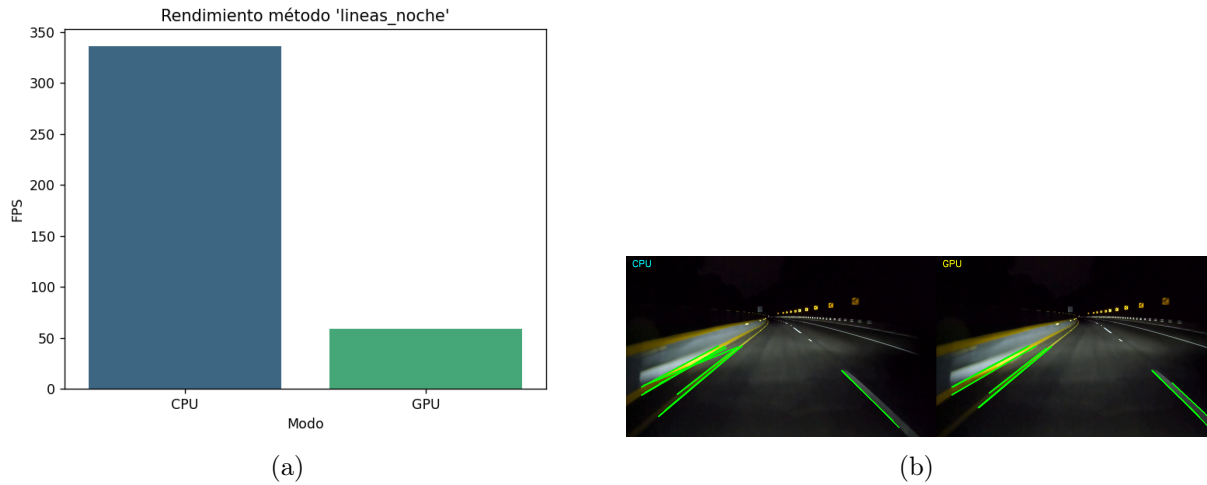 Rendimiento método 'lineas_noche'
350
300
250
200
150
100
50
0
FPS
CPU GPU
Modo
(a)
CPU GPU
(b)